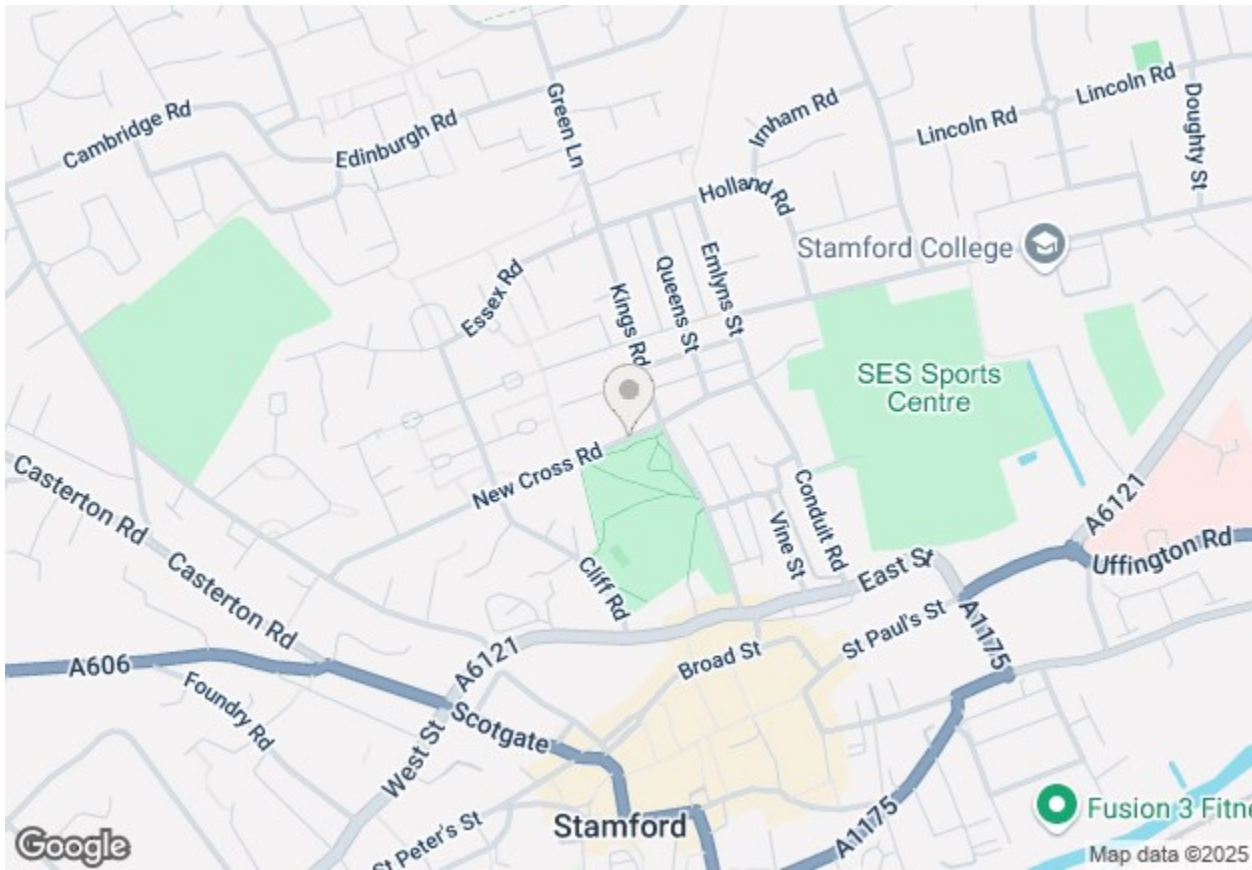 Cambridge Rd
Edinburgh Rd
Green Ln
Irnham Rd
Lincoln Rd
Lincoln Rd
Doughty St
Holland Rd
Stamford College
Essex Rd
Kings Rd
Queens St
Emlyns St
SES Sports
Centre
New Cross Rd
Casterton Rd
Casterton Rd
Cliff Rd
Vine St
Conduit Rd
East St
A6121
Uffington Rd
A606
Foundry Rd
A6121
Broad St
St Paul's St
A1175
West St
Scotgate
St Peter's St
Stamford
A1175
Fusion 3 Fitne
Google
Map data ©2025